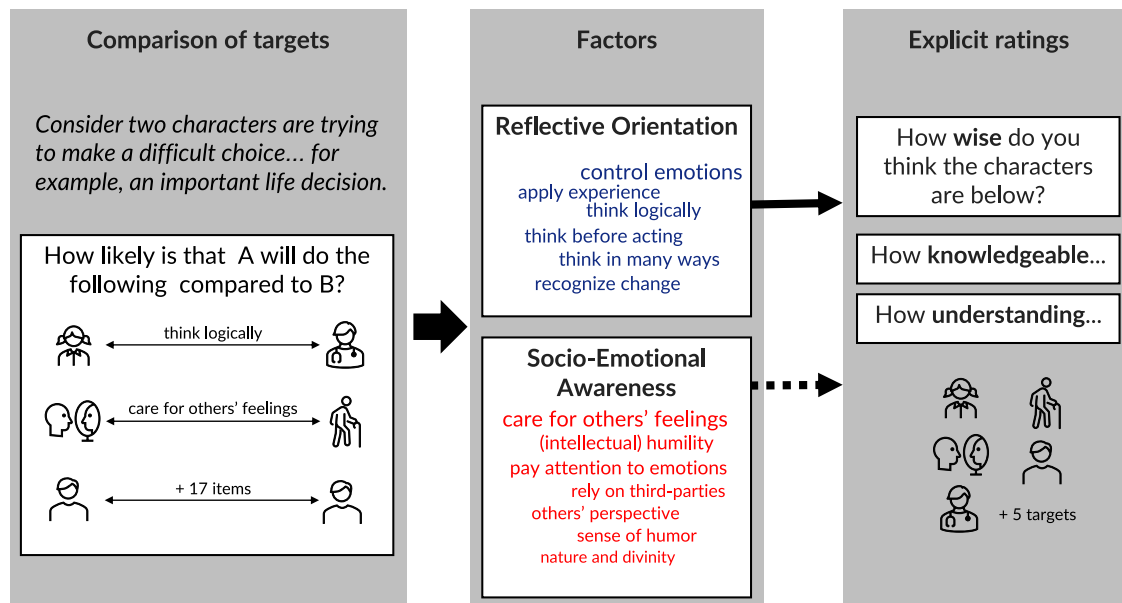 Comparison of targets
Consider two characters are trying
to make a difficult choice... for
example, an important life decision.
How likely is that A will do the
following compared to B?
think logically
care for others' feelings
+ 17 items
Factors
Reflective Orientation
control emotions
apply experience
think logically
think before acting
think in many ways
recognize change
Socio-Emotional
Awareness
care for others' feelings
(intellectual) humility
pay attention to emotions
rely on third-parties
others' perspective
sense of humor
nature and divinity
Explicit ratings
How wise do you
think the characters
are below?
How knowledgeable...
How understanding...
+ 5 targets